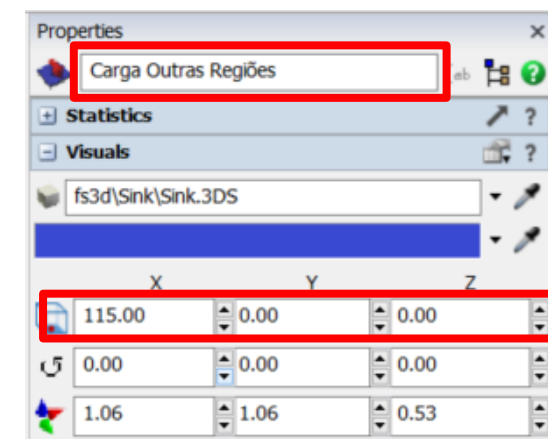 Properties ×
Carga Outras Regiões ab ?
+ Statistics ?
- Visuals ?
fs3d\Sink\Sink.3DS
X Y Z
115.00 0.00 0.00
0.00 0.00 0.00
1.06 1.06 0.53